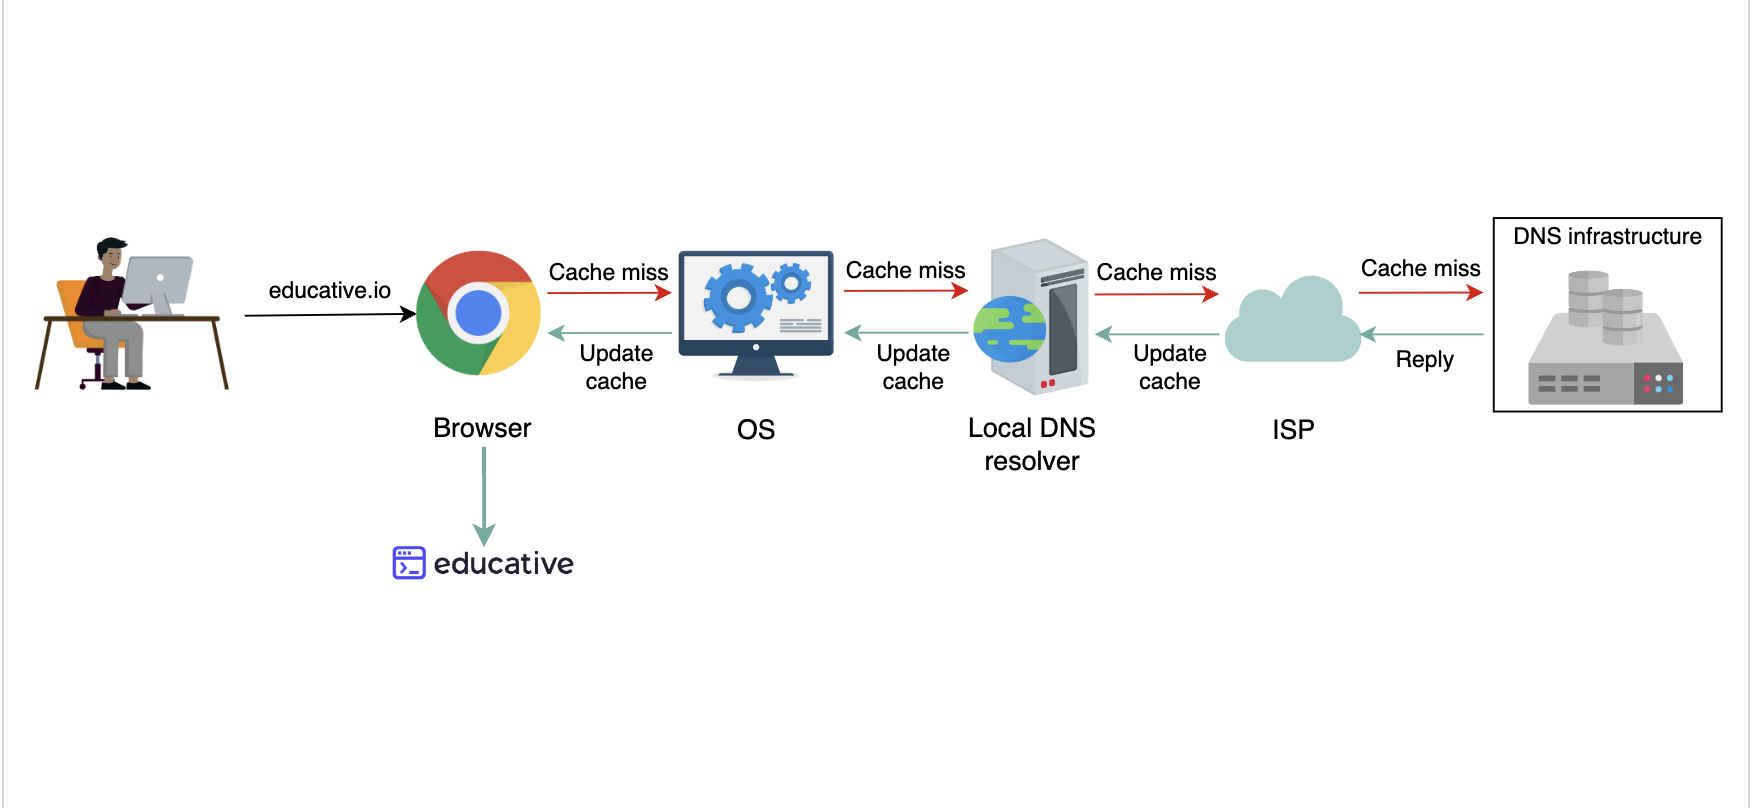 educative.io
Cache miss
Update
cache
Cache miss
Update
cache
Cache miss
Update
cache
Cache miss
Reply
DNS infrastructure
Browser
OS
Local DNS
resolver
ISP
educative